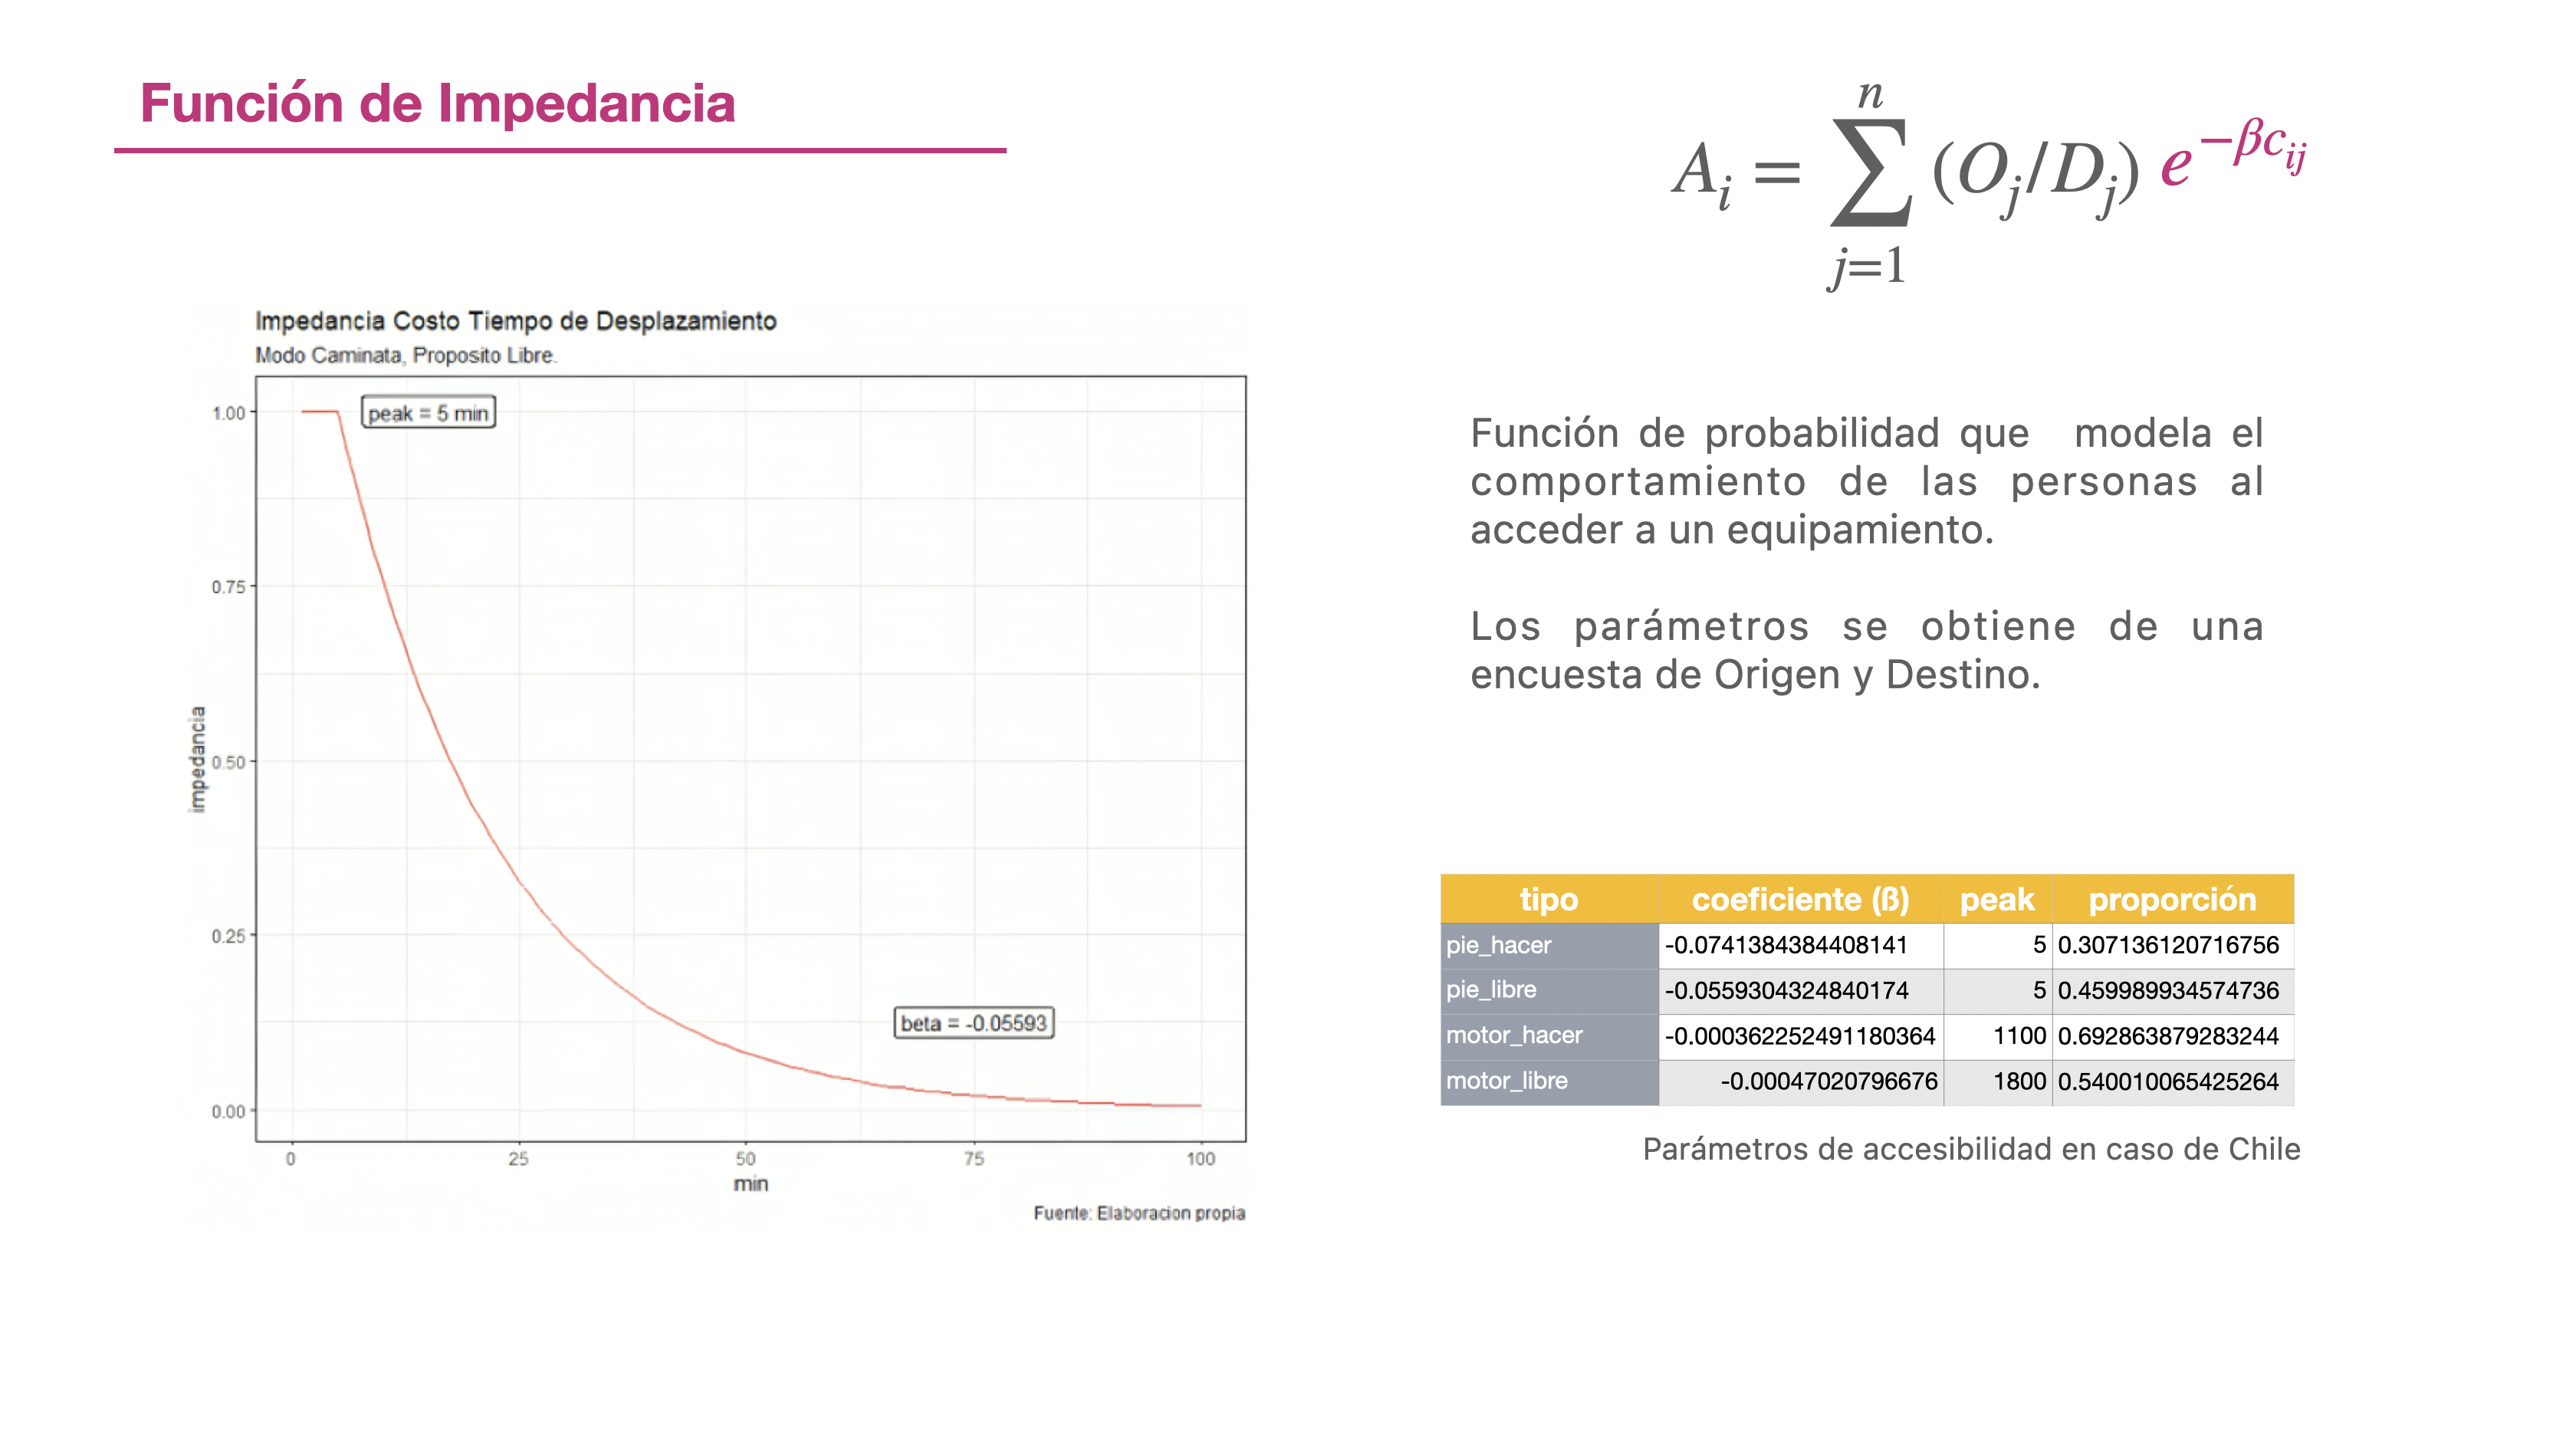 Función de Impedancia
A_i = \sum_{j=1}^{n} (O_j/D_j) e^{-βc_{ij}}
Impedancia Costo Tiempo de Desplazamiento
Modo Caminata, Proposito Libre.
peak = 5 min
1.00
0.75
0.50
0.25
0.00
impedancia
beta = -0.05593
0 25 50 75 100
min
Fuente: Elaboracion propia
Función de probabilidad que modela el
comportamiento de las personas al
acceder a un equipamiento.
Los parámetros se obtiene de una
encuesta de Origen y Destino.
tipo coeficiente (ß) peak proporción
pie_hacer -0.0741384384408141 5 0.307136120716756
pie_libre -0.0559304324840174 5 0.459989934574736
motor_hacer -0.000362252491180364 1100 0.692863879283244
motor_libre -0.00047020796676 1800 0.540010065425264
Parámetros de accesibilidad en caso de Chile